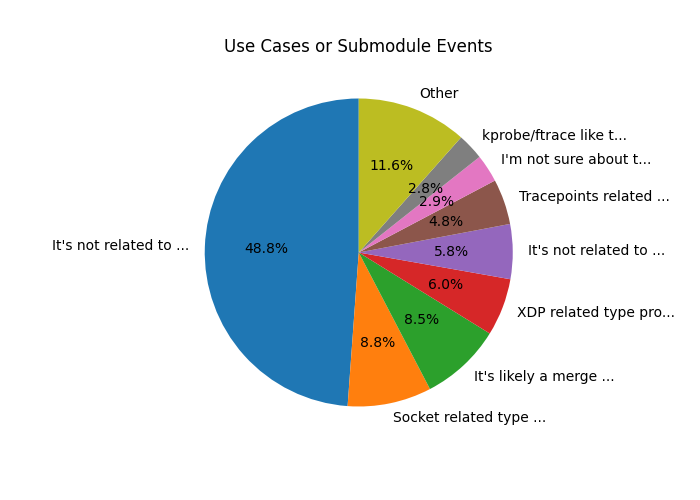 Use Cases or Submodule Events
Other
kprobe/ftrace like t...
I'm not sure about t...
Tracepoints related ...
It's not related to ...
XDP related type pro...
It's likely a merge ...
Socket related type ...
It's not related to ...
11.6%
2.8%
2.9%
4.8%
5.8%
6.0%
8.5%
8.8%
48.8%